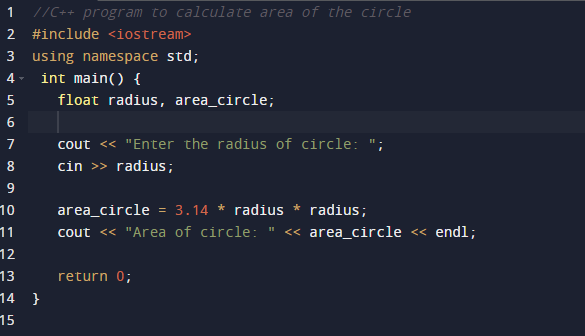 1 //C++ program to calculate area of the circle
2 #include <iostream>
3 using namespace std;
4 int main() {
5 float radius, area_circle;
6
7 cout << "Enter the radius of circle: ";
8 cin >> radius;
9
10 area_circle = 3.14 * radius * radius;
11 cout << "Area of circle: " << area_circle << endl;
12
13 return 0;
14 }
15